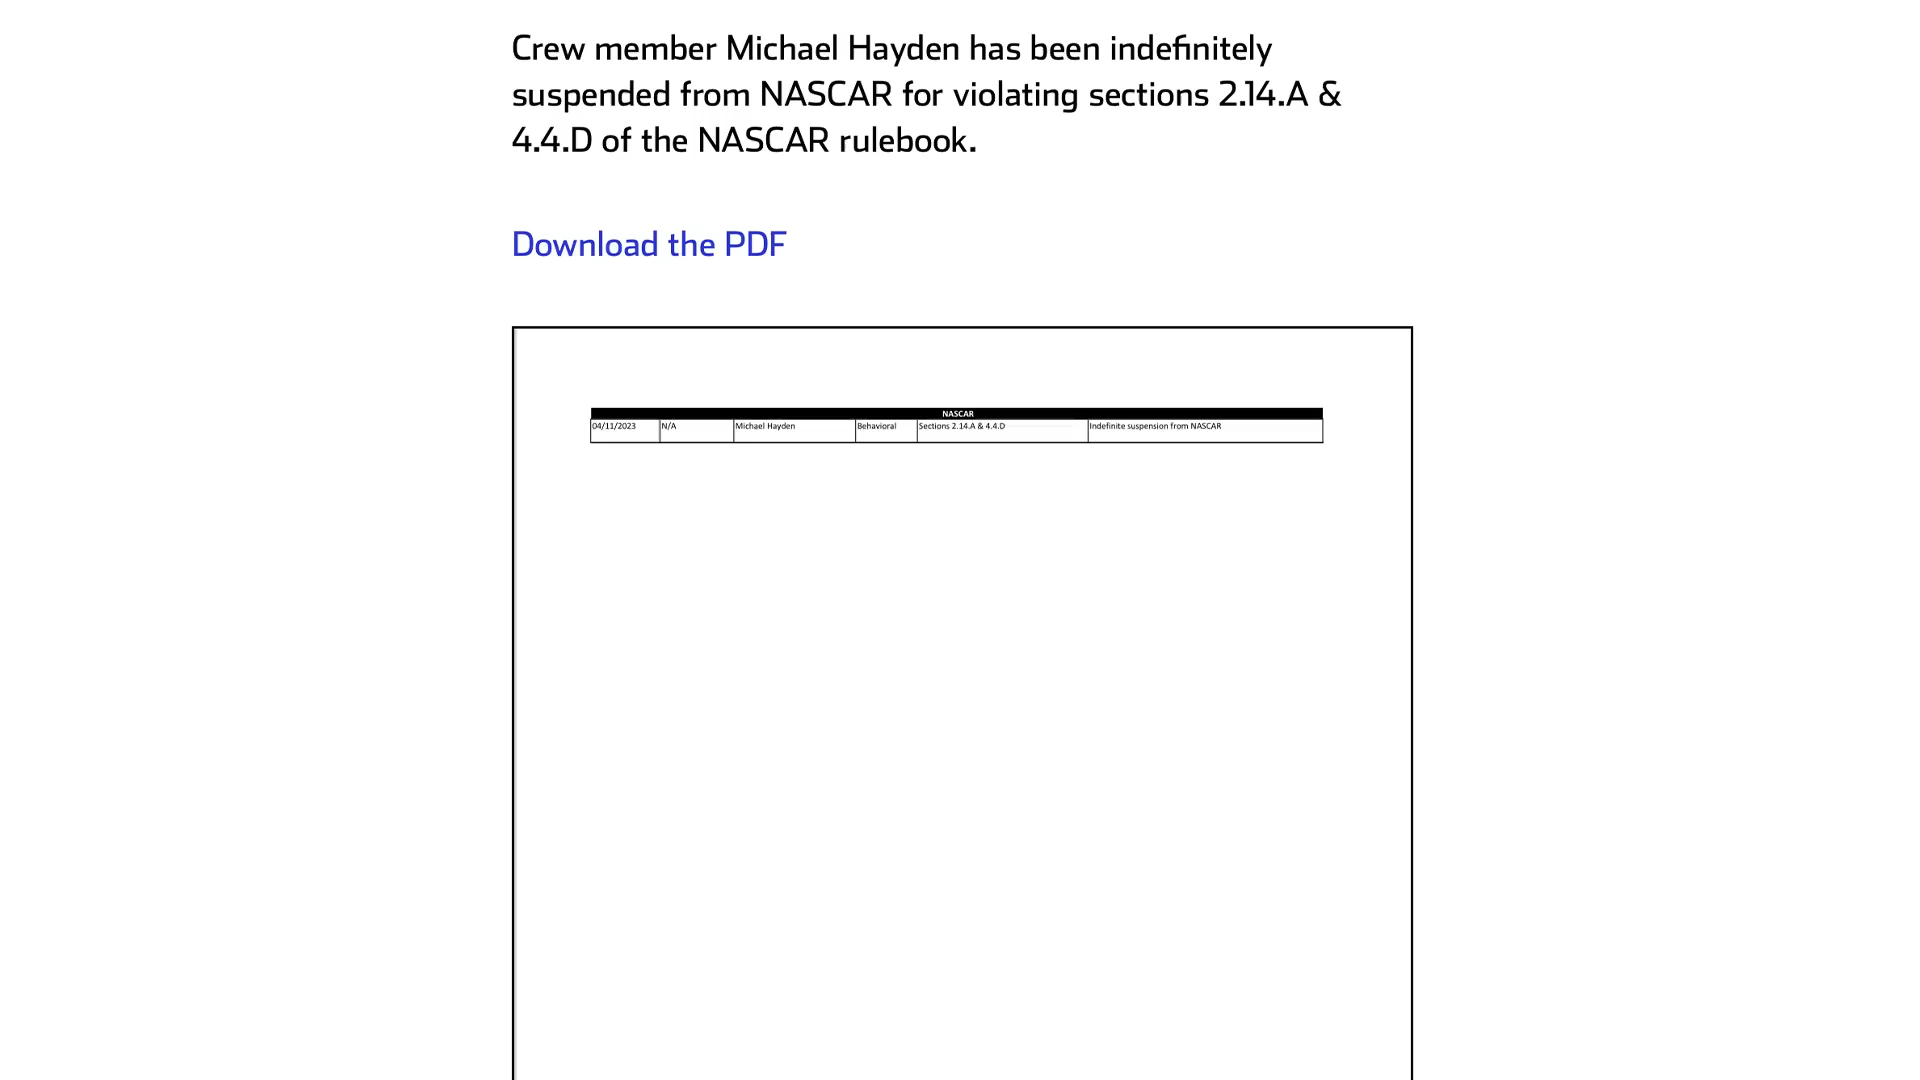 Crew member Michael Hayden has been indefinitely
suspended from NASCAR for violating sections 2.14.A &
4.4.D of the NASCAR rulebook.
Download the PDF
NASCAR
04/11/2023 N/A Michael Hayden Behavioral Sections 2.14.A & 4.4.D Indefinite suspension from NASCAR